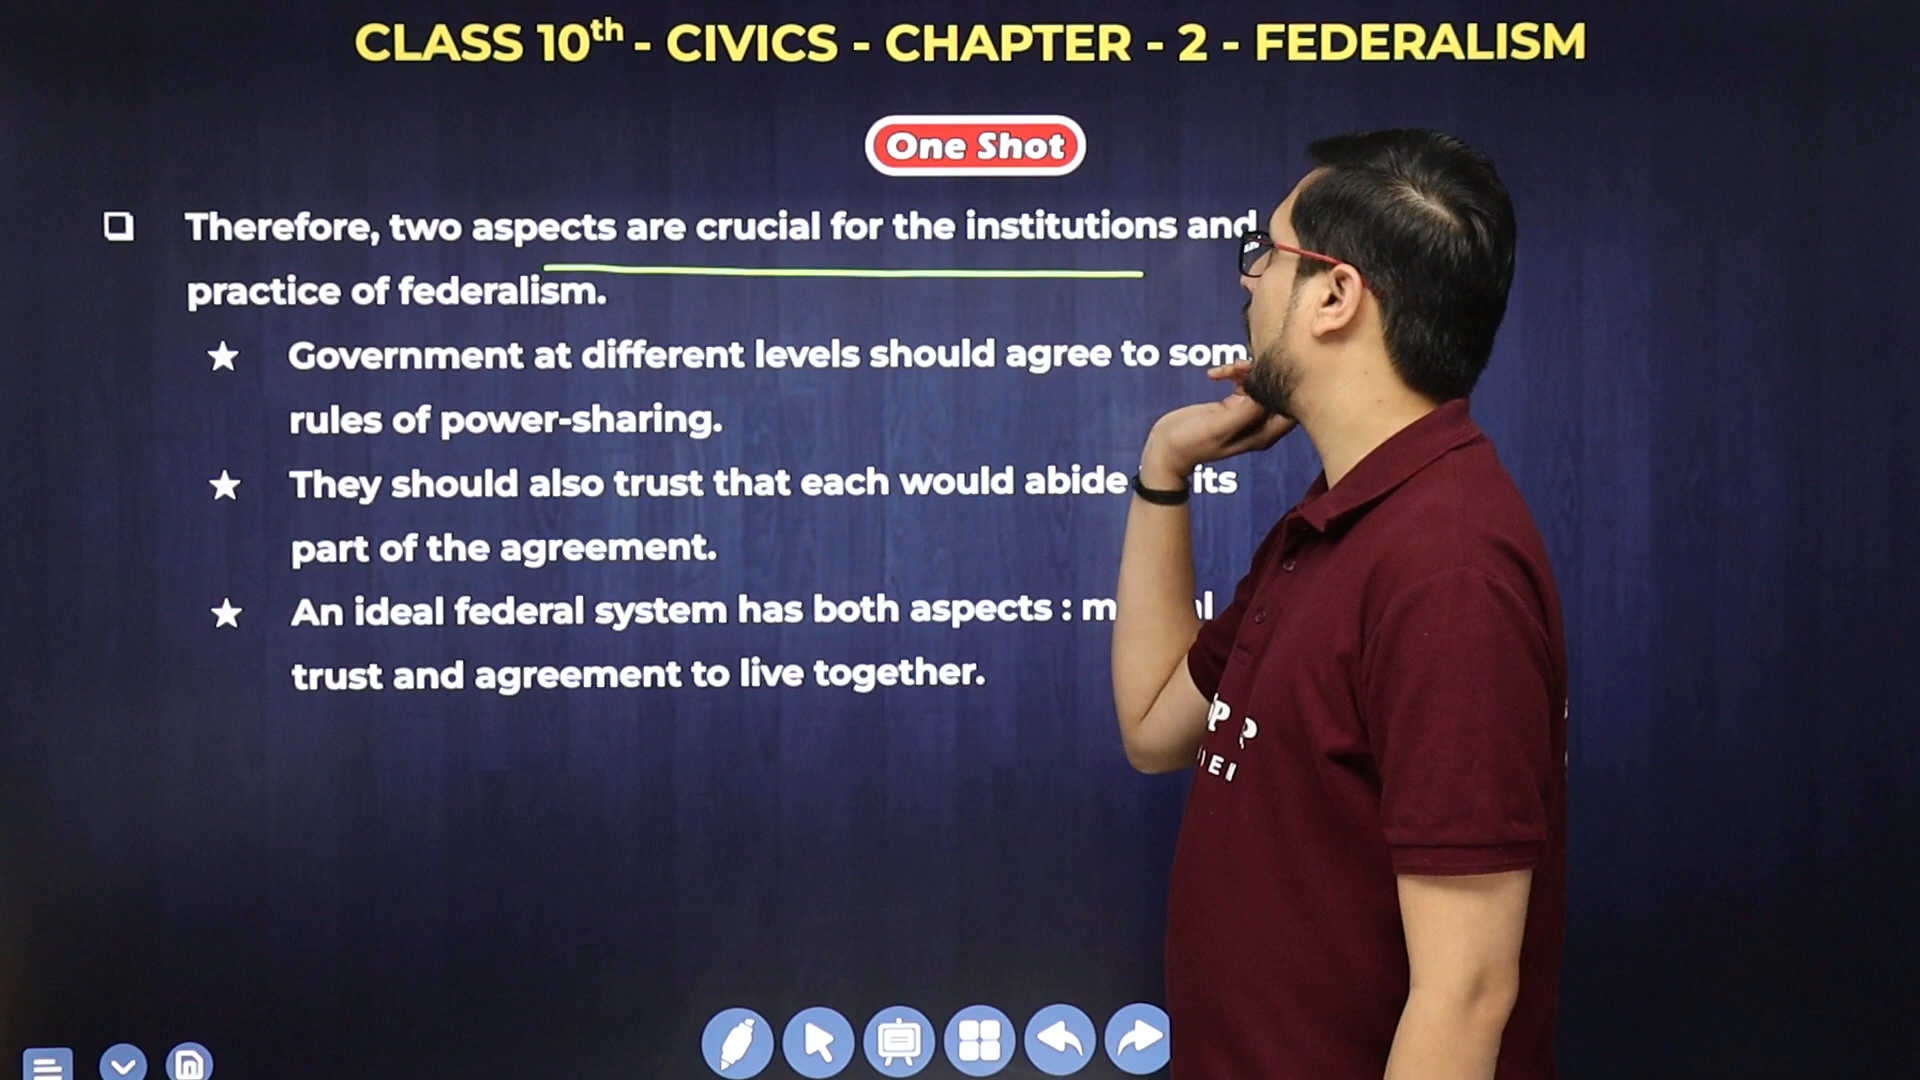 CLASS 10th - CIVICS - CHAPTER - 2 - FEDERALISM
One Shot
Therefore, two aspects are crucial for the institutions and
practice of federalism.
Government at different levels should agree to
rules of power-sharing.
They should also trust that each would abide its
part of the agreement.
An ideal federal system has both aspects :
trust and agreement to live together.